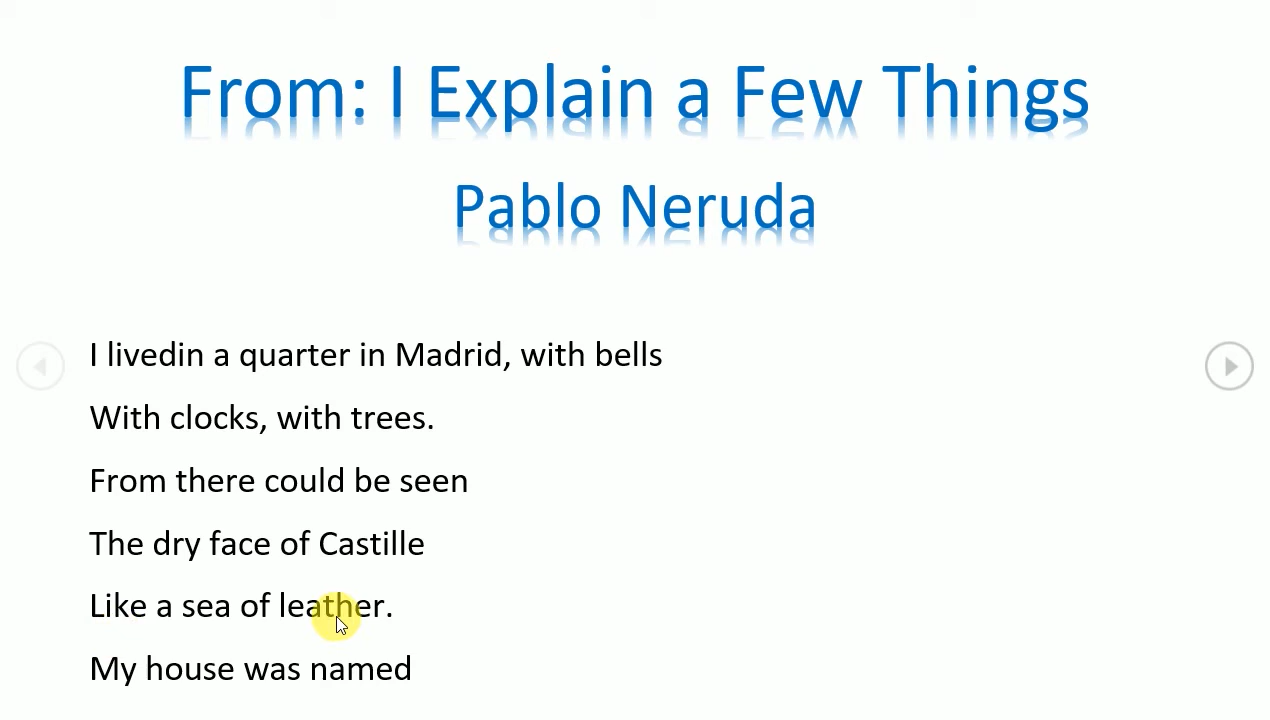 From: I Explain a Few Things
Pablo Neruda
I livedin a quarter in Madrid, with bells
With clocks, with trees.
From there could be seen
The dry face of Castille
Like a sea of leather.
My house was named